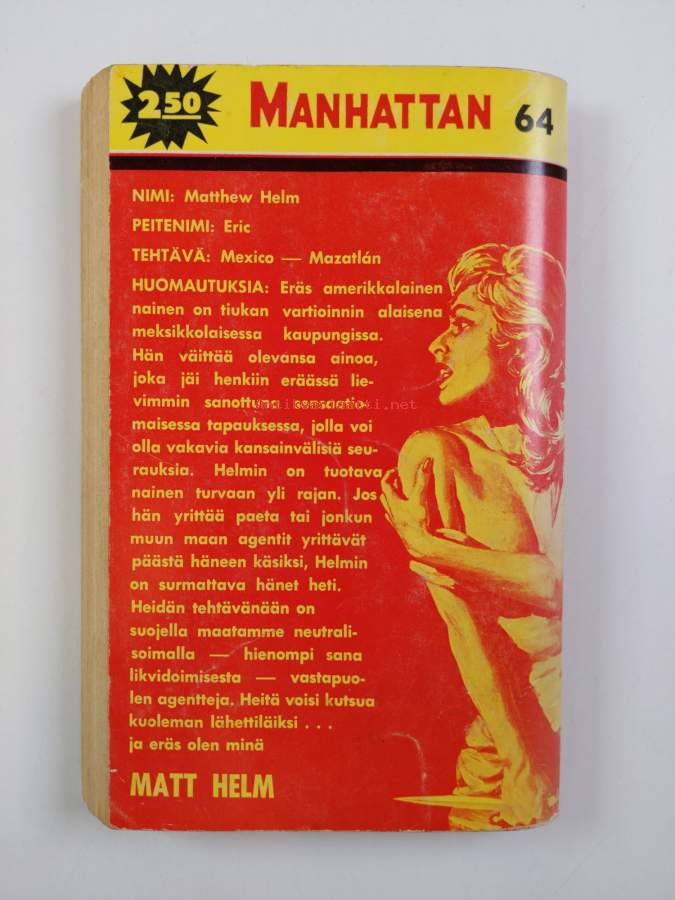 2.50 MANHATTAN 64
NIMI: Matthew Helm
PEITENIMI: Eric
TEHTÄVÄ: Mexico — Mazatlán
HUOMAUTUKSIA: Eräs amerikkalainen
nainen on tiukan vartioinnin alaisena
meksikkolaisessa kaupungissa.
Hän väittää olevansa ainoa,
joka jäi henkiin eräässä lie-
vimmin sanottuna sensatio-
maisessa tapauksessa, jolla voi
olla vakavia kansainvälisiä seu-
rauksia. Helmin on tuotava
nainen turvaan yli rajan. Jos
hän yrittää paeta tai jonkun
muun maan agentit yrittävät
päästä häneen käsiksi, Helmin
on surmattava hänet heti.
Heidän tehtävänään on
suojella maatamme neutrali-
soimalla — hienompi sana
likvidoimisesta — vastapuo-
len agentteja. Heitä voisi kutsua
kuoleman lähettiläiksi . . .
ja eräs olen minä
MATT HELM